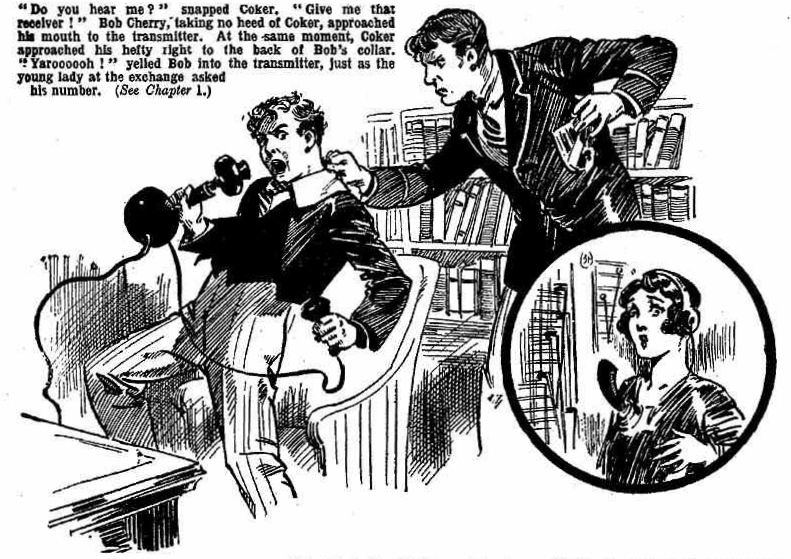 "Do you hear me?" snapped Coker. "Give me that
receiver!" Bob Cherry, taking no heed of Coker, approached
his mouth to the transmitter. At the same moment, Coker
approached his hefty right to the back of Bob's collar.
"Yaroooooh!" yelled Bob into the transmitter, just as the
young lady at the exchange asked
his number. (See Chapter 1.)